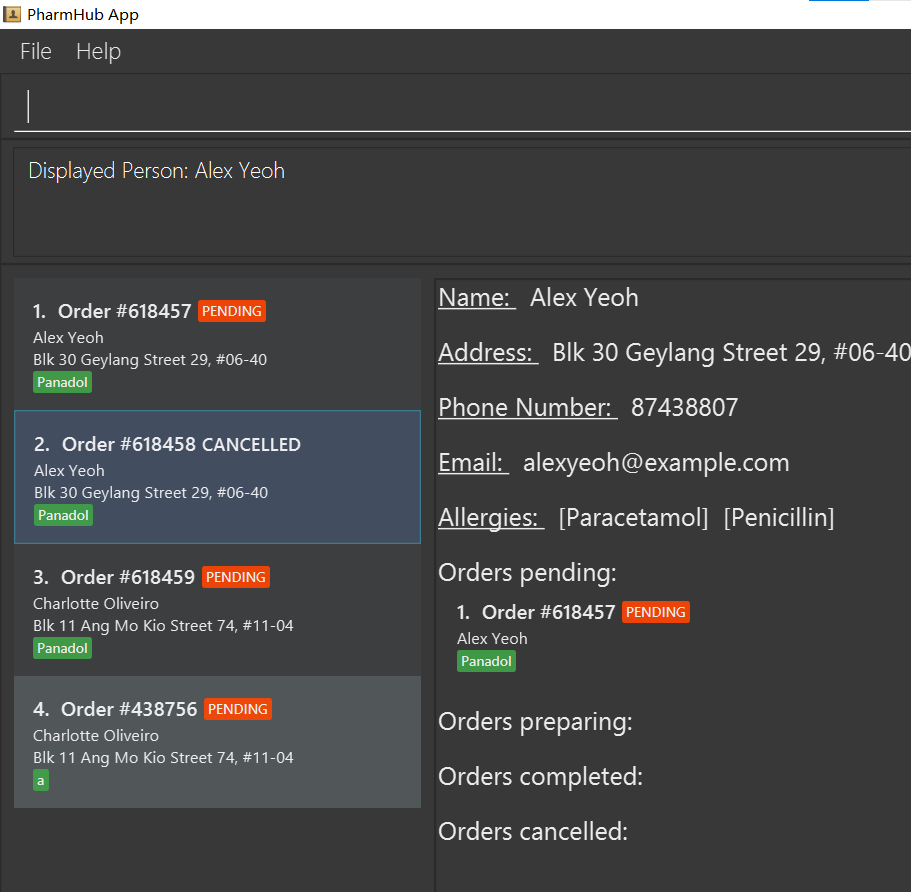 PharmHub App
File Help
Displayed Person: Alex Yeoh
1. Order #618457 PENDING
Alex Yeoh
Blk 30 Geylang Street 29, #06-40
Panadol
2. Order #618458 CANCELLED
Alex Yeoh
Blk 30 Geylang Street 29, #06-40
Panadol
3. Order #618459 PENDING
Charlotte Oliveiro
Blk 11 Ang Mo Kio Street 74, #11-04
Panadol
4. Order #438756 PENDING
Charlotte Oliveiro
Blk 11 Ang Mo Kio Street 74, #11-04
a
Name: Alex Yeoh
Address: Blk 30 Geylang Street 29, #06-40
Phone Number: 87438807
Email: alexyeoh@example.com
Allergies: [Paracetamol] [Penicillin]
Orders pending:
1. Order #618457 PENDING
Alex Yeoh
Panadol
Orders preparing:
Orders completed:
Orders cancelled: